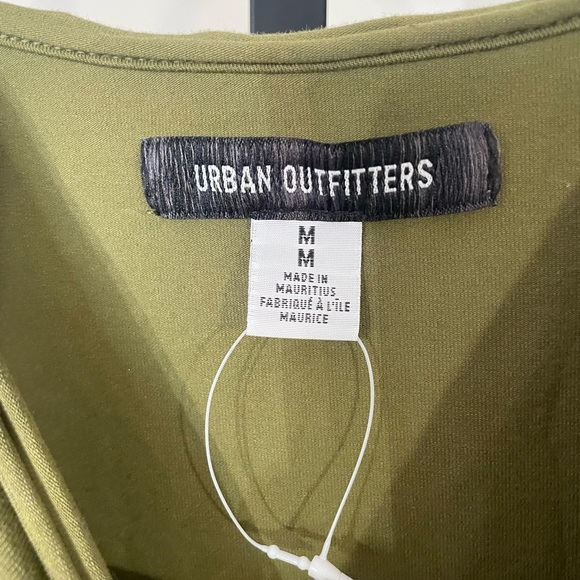 URBAN OUTFITTERS
M
M
MADE IN
MAURITIUS
FABRIQUÉ À L'ÎLE
MAURICE